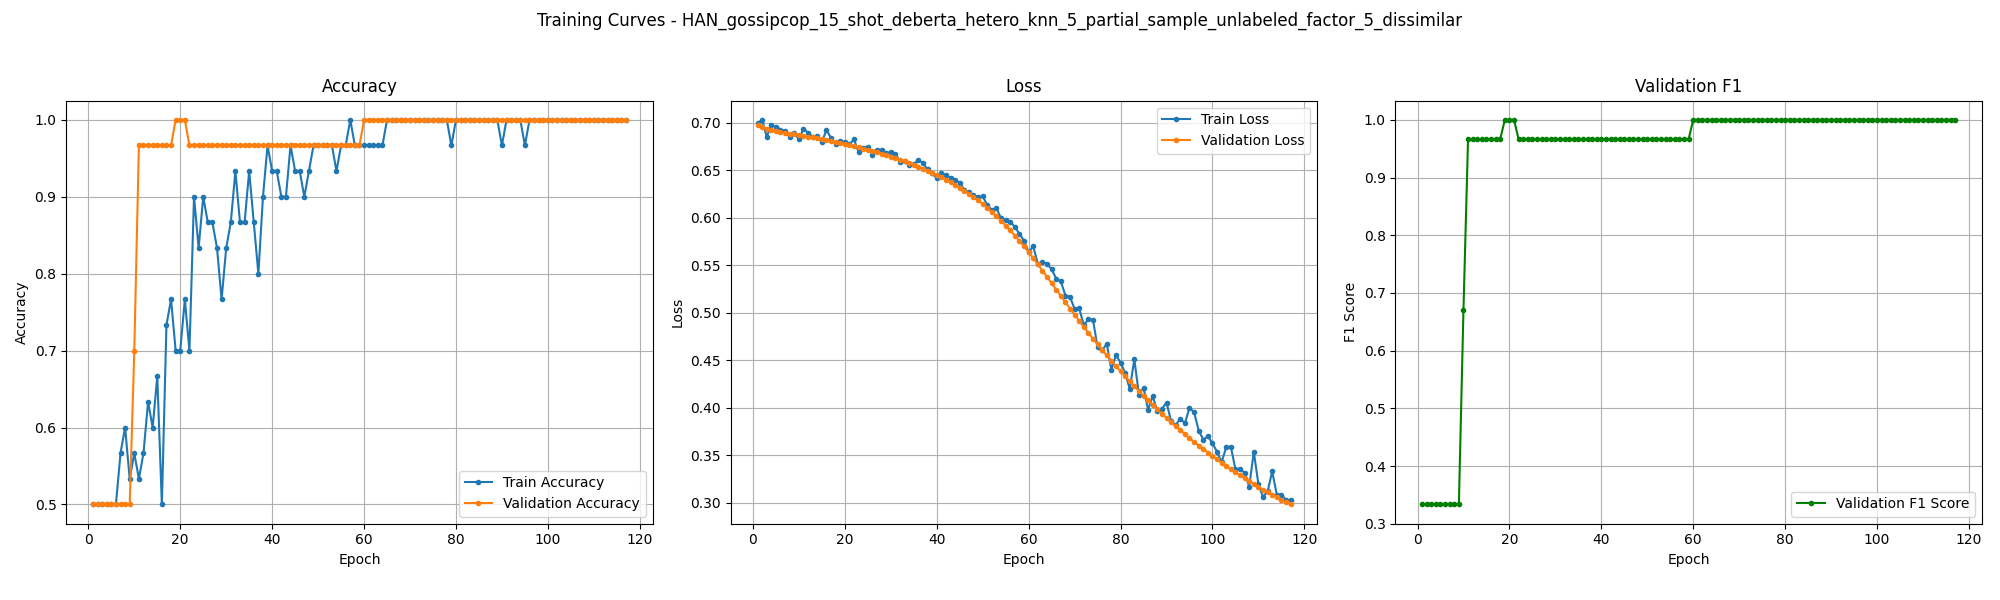 Training Curves - HAN_gossipcop_15_shot_deberta_hetero_knn_5_partial_sample_unlabeled_factor_5_dissimilar
Accuracy
Accuracy
1.0
0.9
0.8
0.7
0.6
0.5
0
20
40
60
80
100
120
Epoch
Train Accuracy
Validation Accuracy
Loss
Loss
0.70
0.65
0.60
0.55
0.50
0.45
0.40
0.35
0.30
0
20
40
60
80
100
120
Epoch
Train Loss
Validation Loss
Validation F1
F1 Score
1.0
0.9
0.8
0.7
0.6
0.5
0.4
0.3
0
20
40
60
80
100
120
Epoch
Validation F1 Score